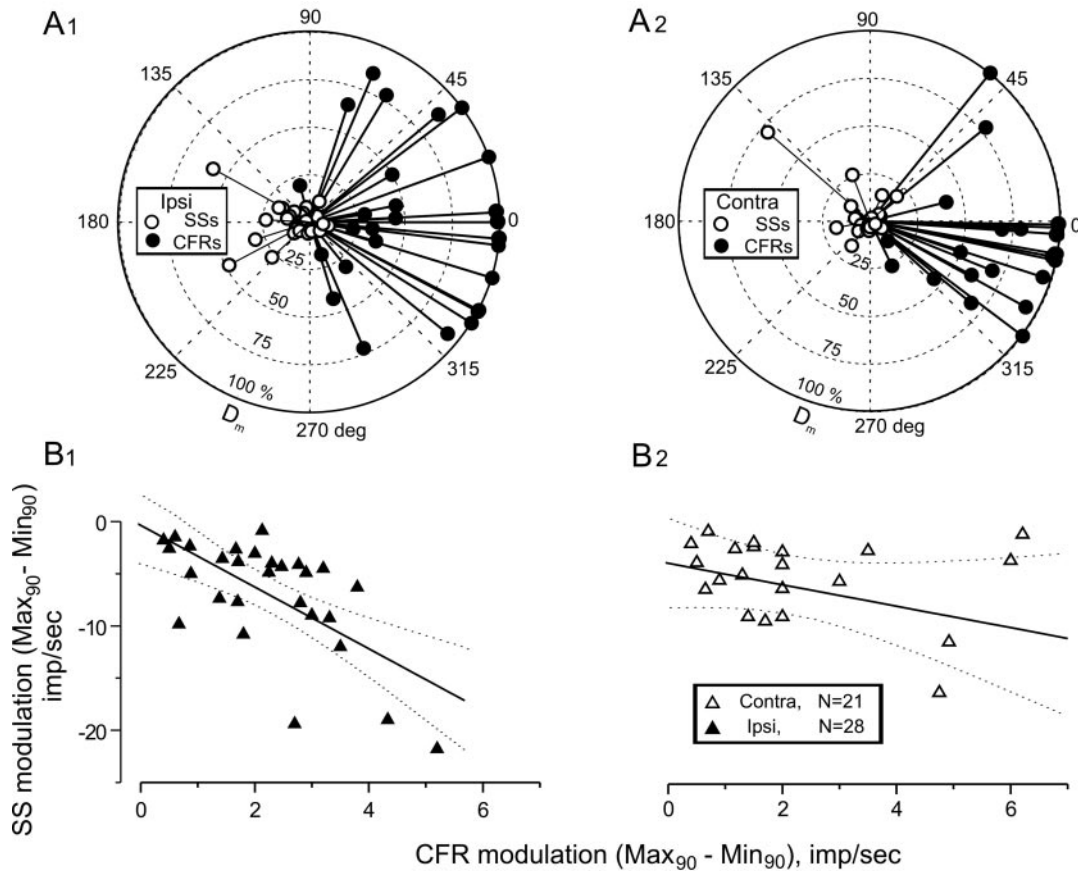 A1
90
135
45
180
0
Ipsi
SSs
CFRs
25
50
75
100 %
225
315
Dm
270 deg
A2
90
135
45
180
0
Contra
SSs
CFRs
25
50
75
100 %
225
315
Dm
270 deg
B1
B2
SS modulation (Max90- Min90)
imp/sec
0
-10
-20
0
2
4
6
Contra, N=21
Ipsi, N=28
0
2
4
6
CFR modulation (Max90 - Min90), imp/sec